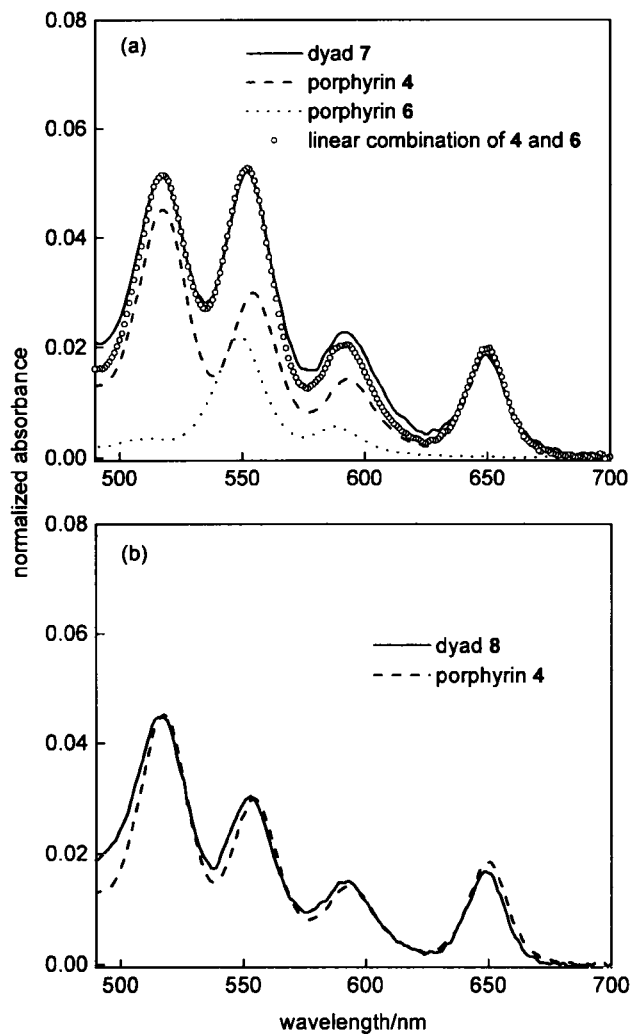 0.08
(a)
dyad 7
porphyrin 4
porphyrin 6
linear combination of 4 and 6
0.06
0.04
0.02
0.00
500
550
600
650
700
normalized absorbance
0.08
(b)
dyad 8
porphyrin 4
0.06
0.04
0.02
0.00
500
550
600
650
700
wavelength/nm